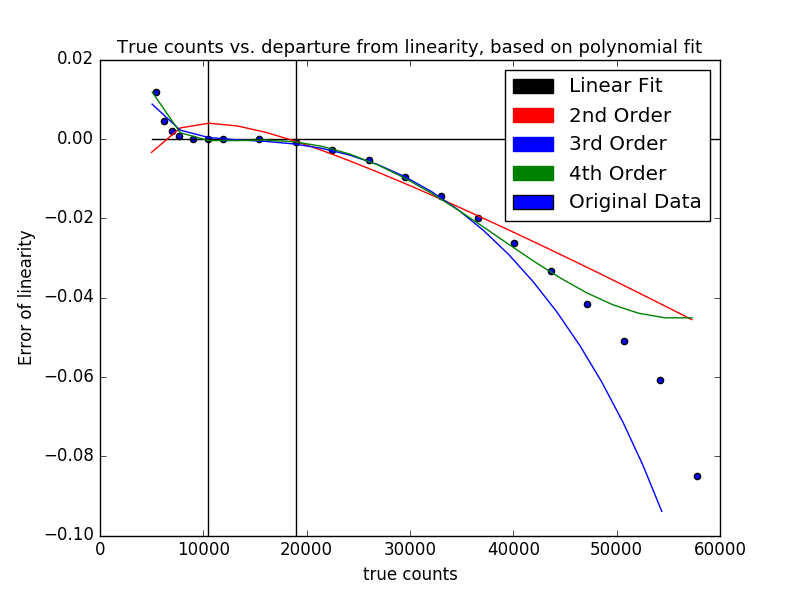 True counts vs. departure from linearity, based on polynomial fit
0.02
0.00
−0.02
−0.04
−0.06
−0.08
−0.10
Error of linearity
Linear Fit
2nd Order
3rd Order
4th Order
Original Data
0 10000 20000 30000 40000 50000 60000
true counts